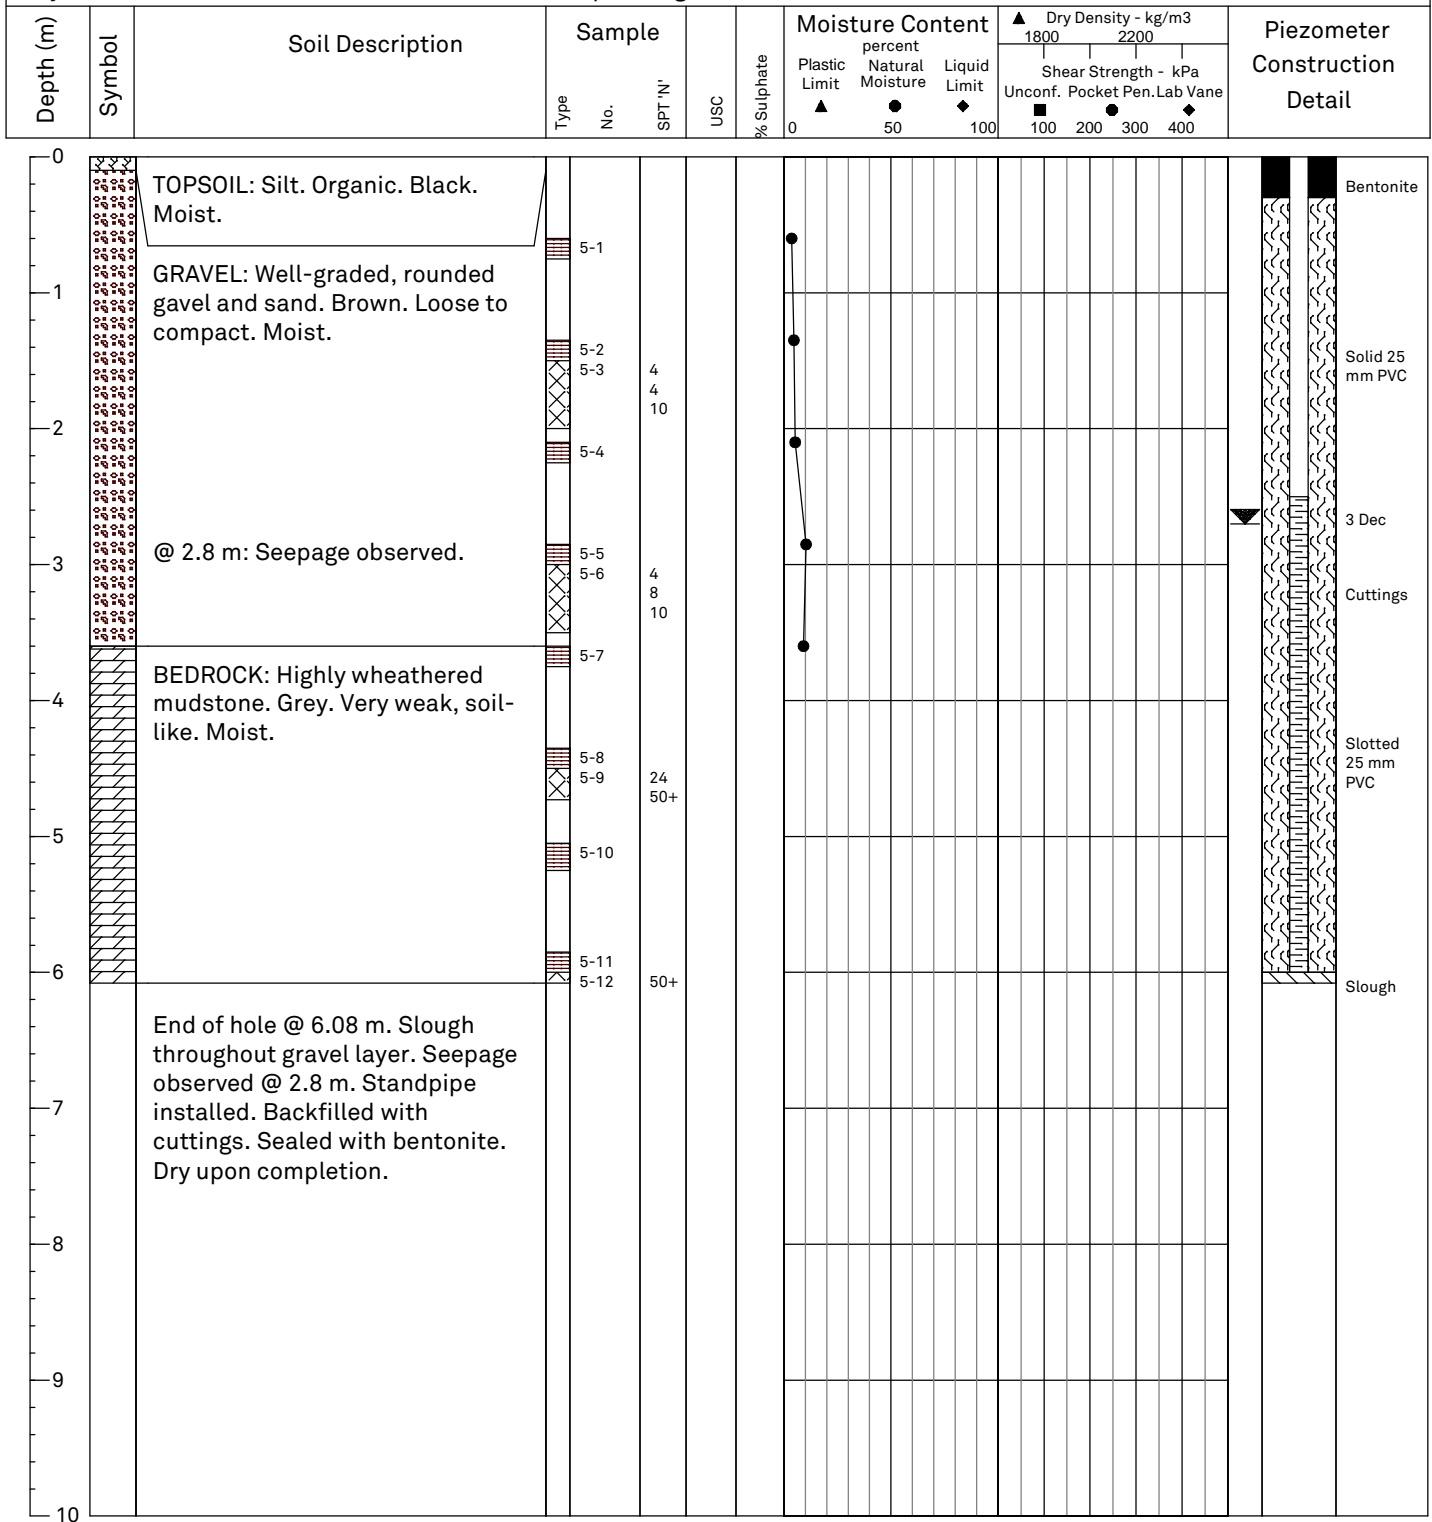 Depth (m)
Symbol
Soil Description
Sample
Type
No.
SPT 'N'
USC
% Sulphate
Moisture Content
percent
Plastic Limit
Natural Moisture
Liquid Limit
0 50 100
Dry Density - kg/m3
1800 2200
Shear Strength - kPa
Unconf. Pocket Pen. Lab Vane
100 200 300 400
Piezometer
Construction
Detail
0
TOPSOIL: Silt. Organic. Black.
Moist.
Bentonite
5-1
GRAVEL: Well-graded, rounded
gavel and sand. Brown. Loose to
compact. Moist.
1
5-2
5-3 4
4
10
Solid 25
mm PVC
2
5-4
3 Dec
@ 2.8 m: Seepage observed.
5-5
3
5-6 4
8
10
Cuttings
5-7
BEDROCK: Highly wheathered
mudstone. Grey. Very weak, soil-
like. Moist.
4
5-8
5-9 24
50+
Slotted
25 mm
PVC
5
5-10
5-11
6
5-12 50+
Slough
End of hole @ 6.08 m. Slough
throughout gravel layer. Seepage
observed @ 2.8 m. Standpipe
installed. Backfilled with
cuttings. Sealed with bentonite.
Dry upon completion.
7
8
9
10